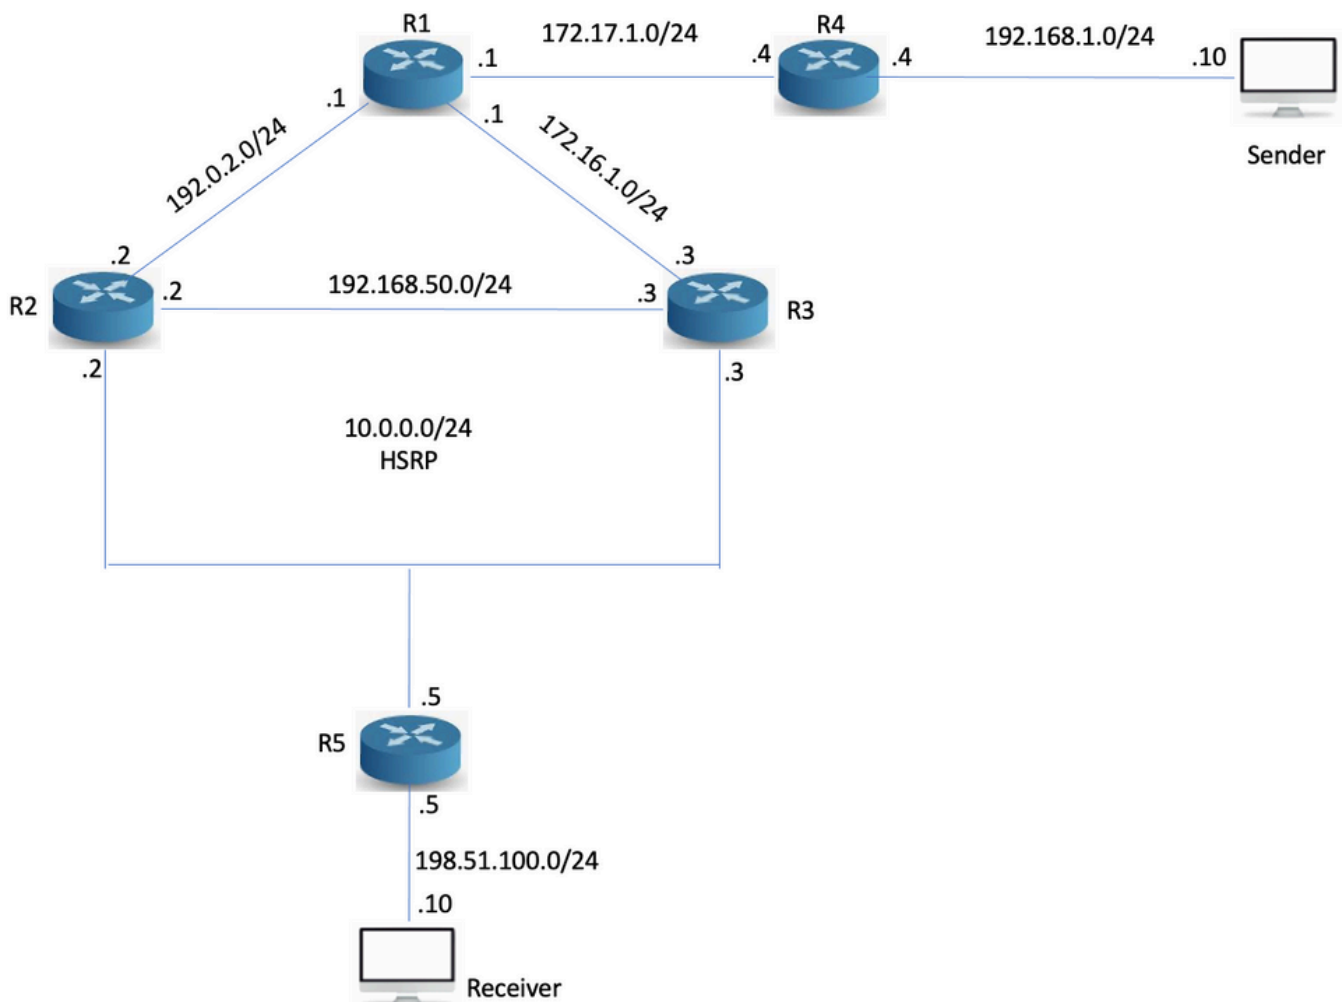 R1
172.17.1.0/24
R4
192.168.1.0/24
.1
.4
.4
.10
.1
.1
192.0.2.0/24
172.16.1.0/24
Sender
.2
.3
R2
.2
192.168.50.0/24
.3
R3
.2
.3
10.0.0.0/24
HSRP
.5
R5
.5
198.51.100.0/24
.10
Receiver